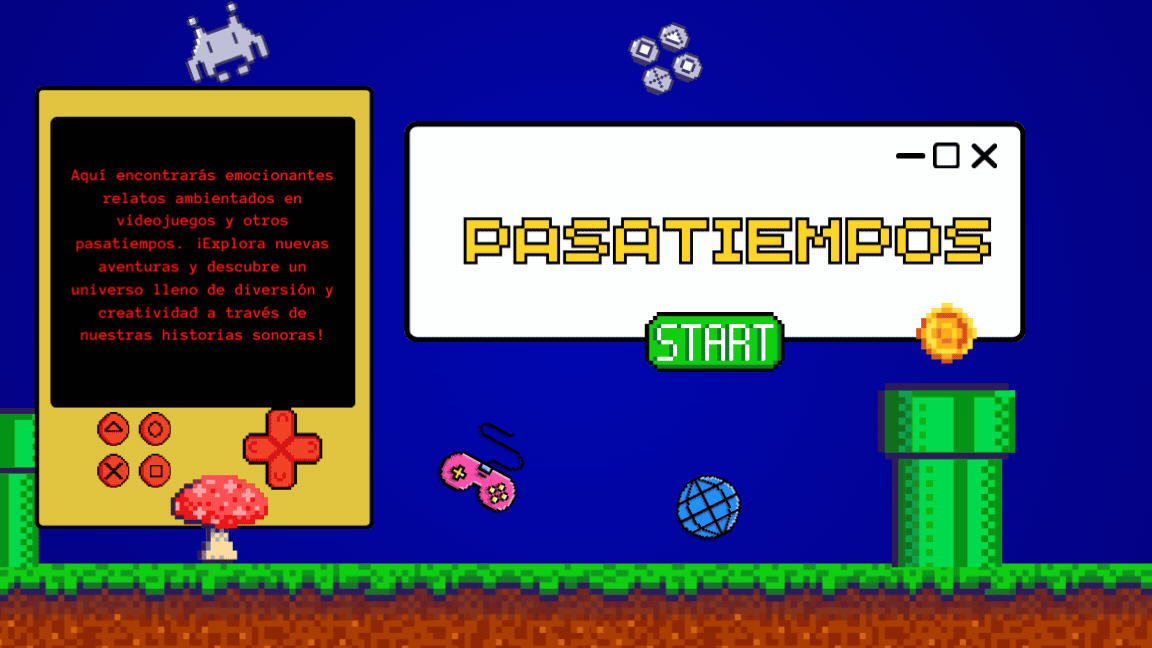 Aquí encontrarás emocionantes
relatos ambientados en
videojuegos y otros
pasatiempos. ¡Explora nuevas
aventuras y descubre un
universo lleno de diversión y
creatividad a través de
nuestras historias sonoras!
PASATIEMPOS
START